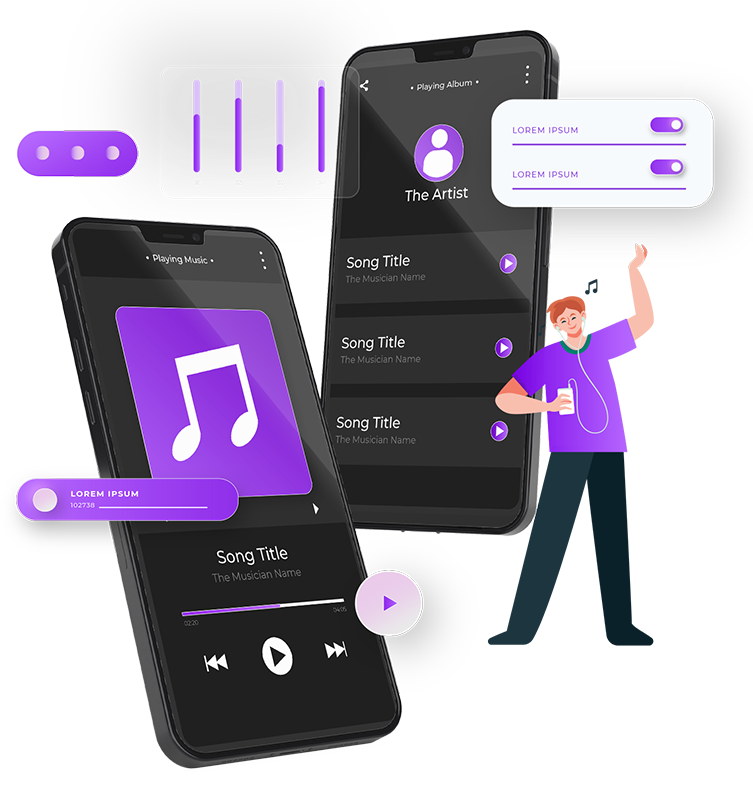 • Playing Album •
LOREM IPSUM
LOREM IPSUM
The Artist
Song Title
The Musician Name
Song Title
The Musician Name
Song Title
The Musician Name
• Playing Music •
LOREM IPSUM
102738
Song Title
The Musician Name
02:20
04:05